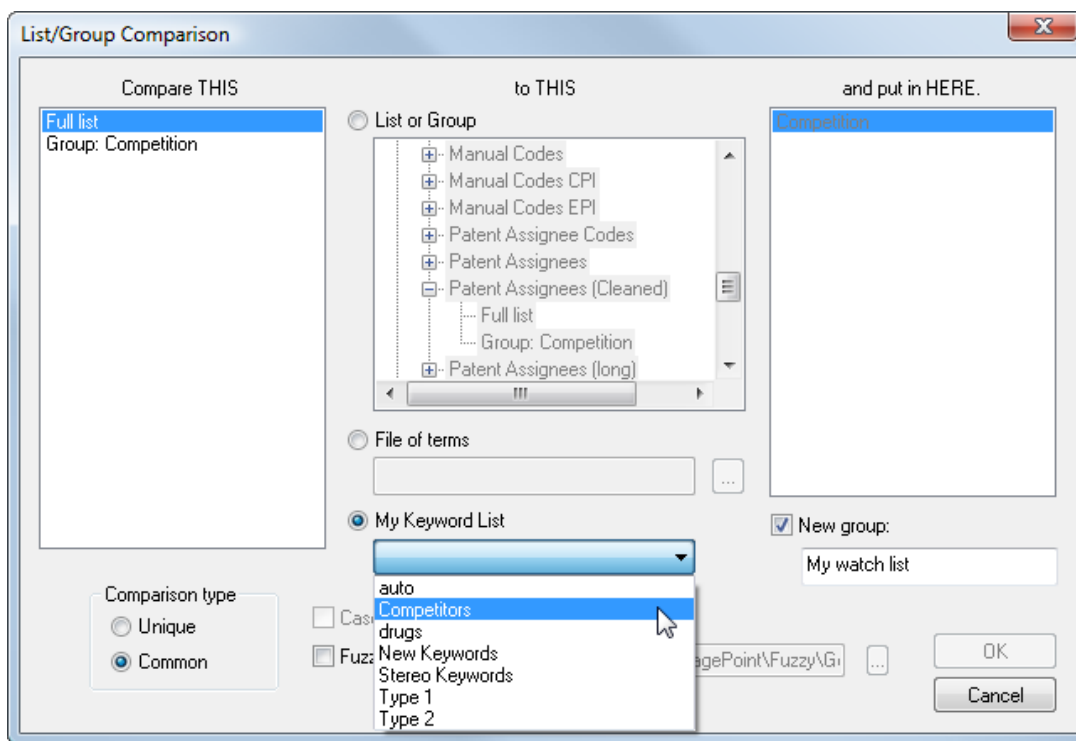 List/Group Comparison
Compare THIS
to THIS
and put in HERE.
Full list
Group: Competition
List or Group
Manual Codes
Manual Codes CPI
Manual Codes EPI
Patent Assignee Codes
Patent Assignees
Patent Assignees (Cleaned)
Full list
Group: Competition
Patent Assignees (long)
Competition
File of terms
...
My Keyword List
New group:
My watch list
auto
Competitors
drugs
New Keywords
Stereo Keywords
Type 1
Type 2
Comparison type
Unique
Common
...
OK
Cancel